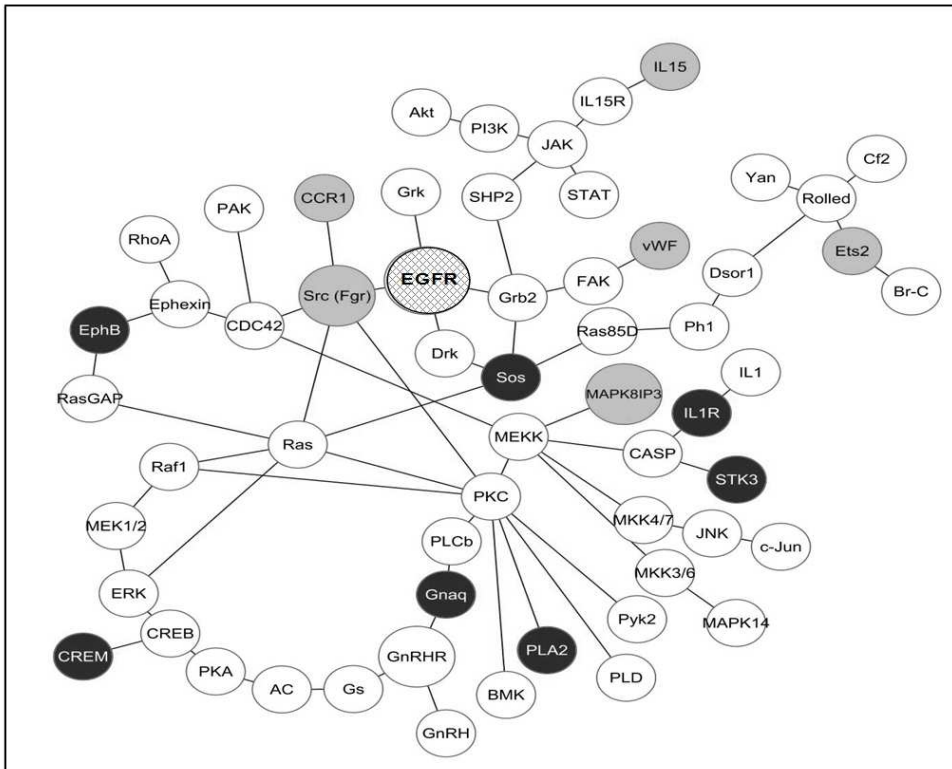 IL15
IL15R
Akt
PI3K
JAK
Cf2
Yan
Grk
SHP2
STAT
Rolled
CCR1
PAK
RhoA
vWF
Ets2
EGFR
Dsor1
FAK
Src (Fgr)
Grb2
Br-C
Ephexin
CDC42
EphB
Ras85D
Ph1
Drk
Sos
IL1
MAPK8IP3
RasGAP
IL1R
MEKK
Ras
CASP
Raf1
STK3
PKC
MEK1/2
MKK4/7
JNK
c-Jun
PLCb
MKK3/6
ERK
Gnaq
Pyk2
MAPK14
CREB
CREM
GnRHR
PLA2
PKA
PLD
AC
Gs
BMK
GnRH